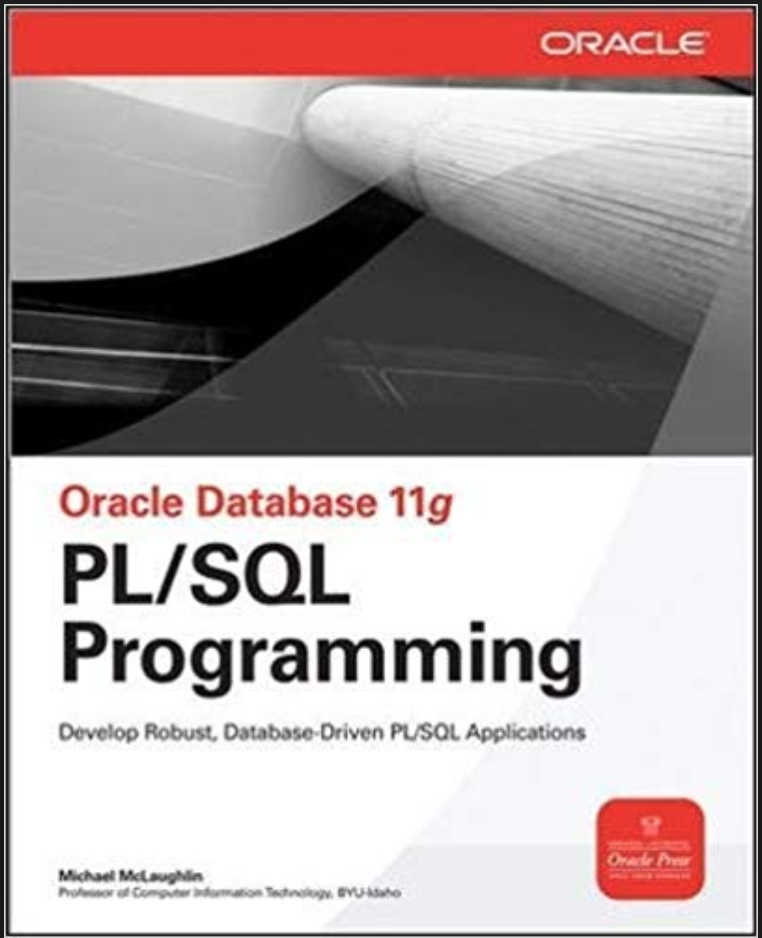 ORACLE
Oracle Database 11g
PL/SQL
Programming
Develop Robust, Database-Driven PL/SQL Applications
Michael McLaughlin
Professor of Computer Information Technology, BYU-Idaho
Oracle Press